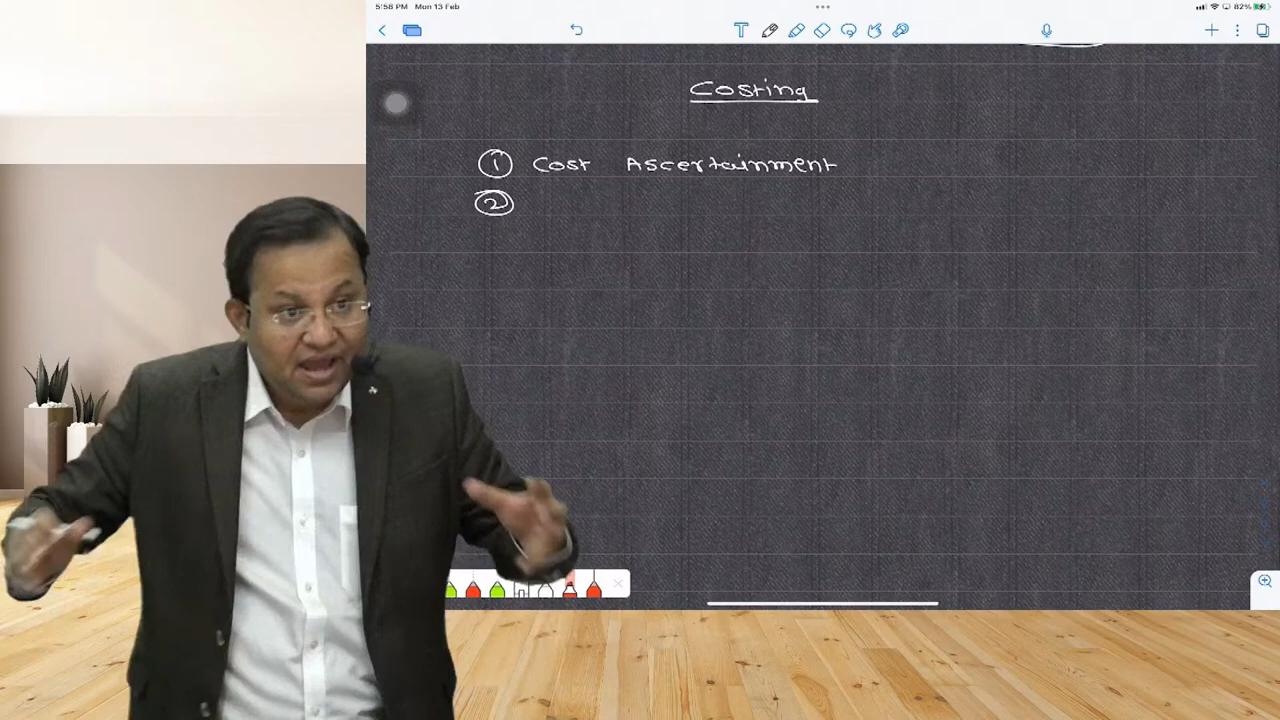 5:58 PM Mon 13 Feb
82%
T
Costing
① Cost Ascertainment
②